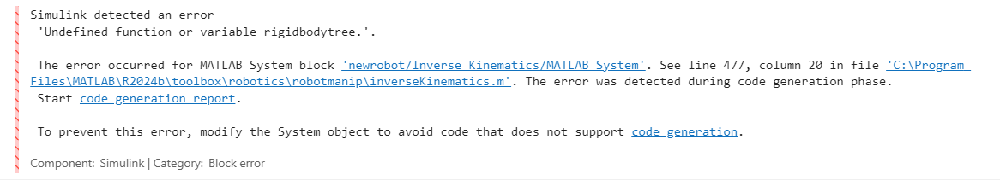 Simulink detected an error
'Undefined function or variable rigidbodytree.'.
The error occurred for MATLAB System block 'newrobot/Inverse Kinematics/MATLAB System'. See line 477, column 20 in file 'C:\Program
Files\MATLAB\R2024b\toolbox\robotics\robotmanip\inverseKinematics.m'. The error was detected during code generation phase.
Start code generation report.
To prevent this error, modify the System object to avoid code that does not support code generation.
Component: Simulink | Category: Block error